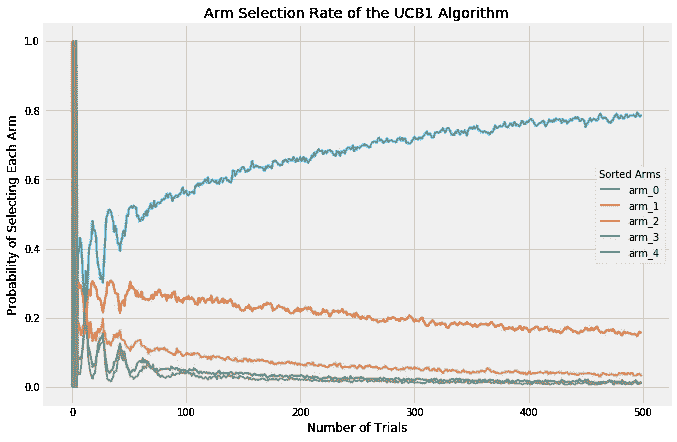 Arm Selection Rate of the UCB1 Algorithm
Probability of Selecting Each Arm
1.0
0.8
0.6
0.4
0.2
0.0
Sorted Arms
arm_0
arm_1
arm_2
arm_3
arm_4
0
100
200
300
400
500
Number of Trials